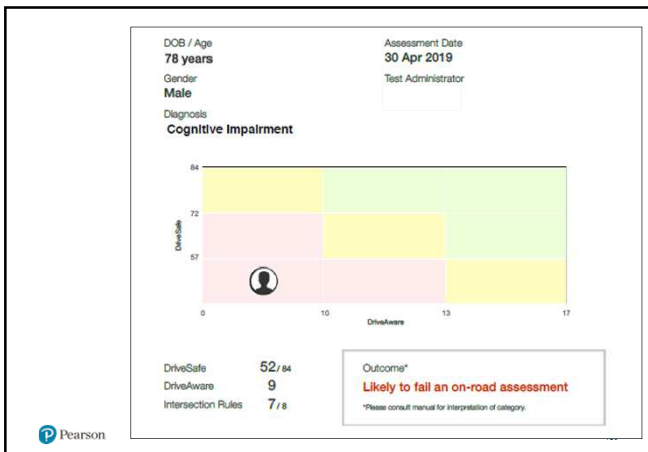 DOB / Age
78 years
Gender
Male
Diagnosis
Cognitive Impairment
Assessment Date
30 Apr 2019
Test Administrator
84
72
57
DriveSafe
0
10
13
17
DriveAware
DriveSafe 52/84
DriveAware 9
Intersection Rules 7/8
Outcome*
Likely to fail an on-road assessment
*Please consult manual for interpretation of category.
Pearson